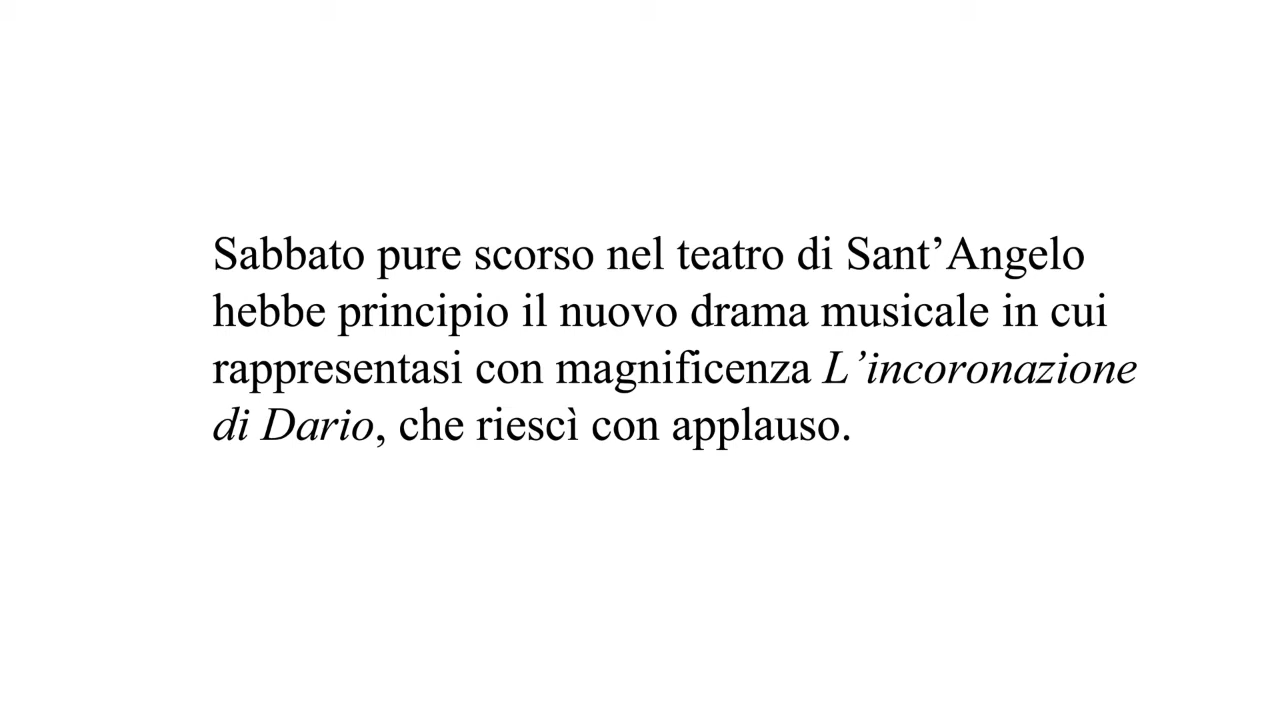 Sabbato pure scorso nel teatro di Sant’Angelo
hebbe principio il nuovo drama musicale in cui
rappresentasi con magnificenza L’incoronazione
di Dario, che riescì con applauso.